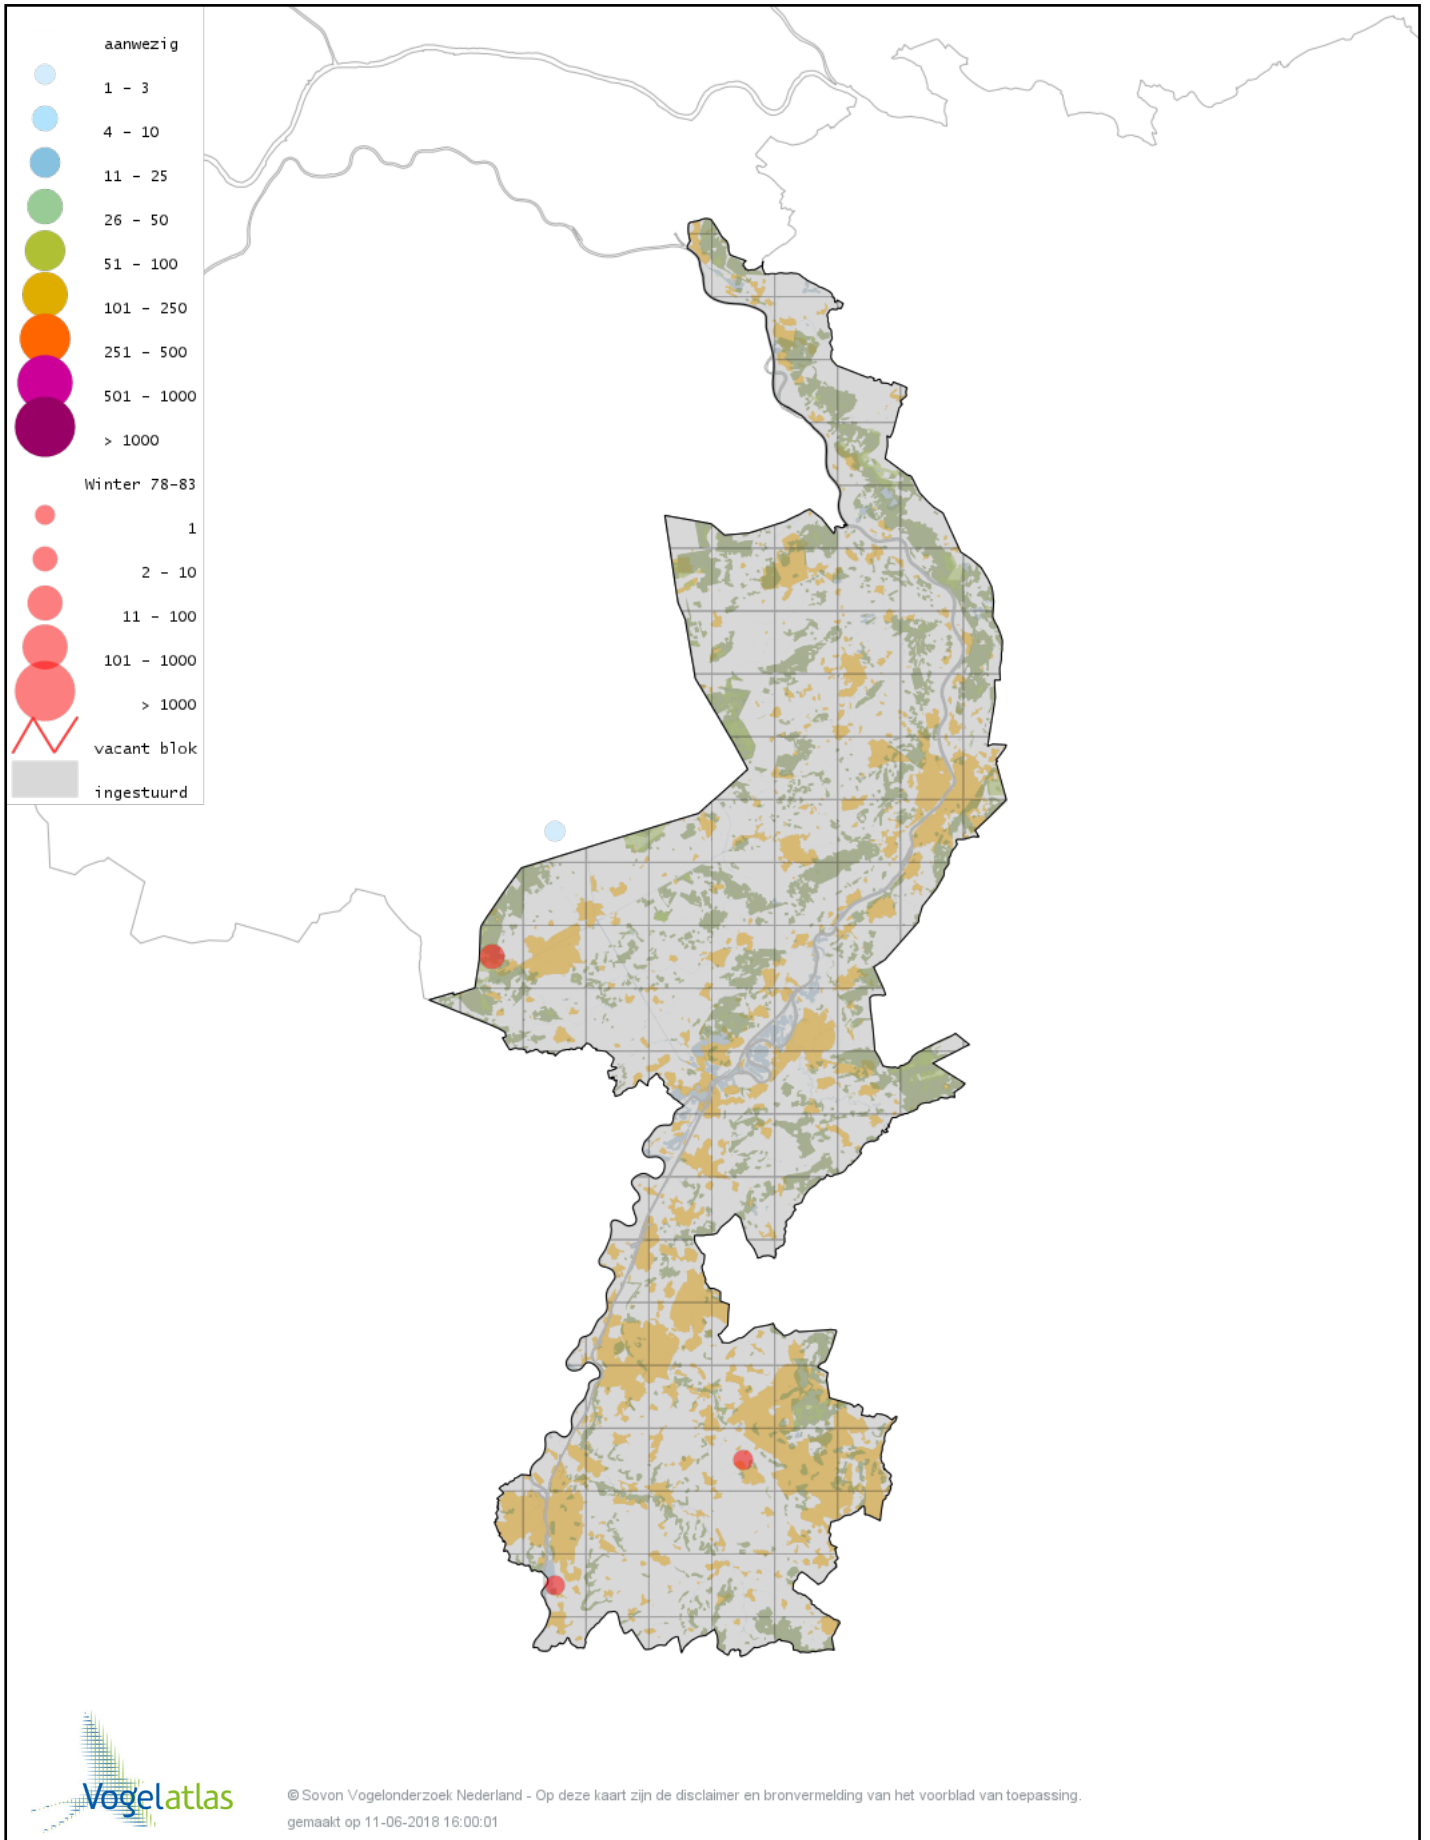 aanwezig
1 - 3
4 - 10
11 - 25
26 - 50
51 - 100
101 - 250
251 - 500
501 - 1000
> 1000
Winter 78-83
1
2 - 10
11 - 100
101 - 1000
> 1000
vacant blok
ingestuurd
Vogelatlas
© Sovon Vogelonderzoek Nederland - Op deze kaart zijn de disclaimer en bronvermelding van het voorblad van toepassing.
gemaakt op 11-06-2018 16:00:01